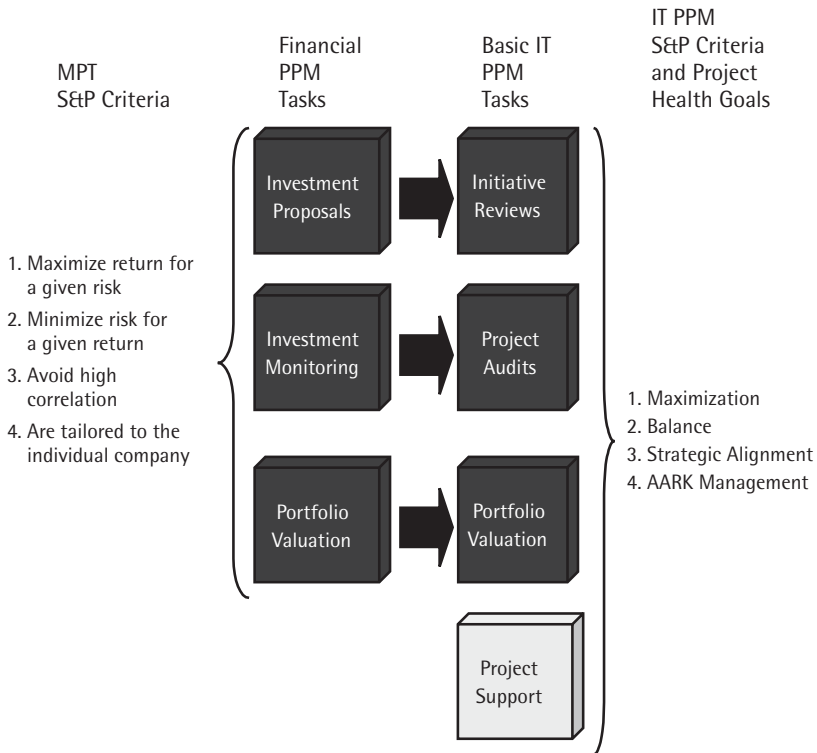 MPT
S&P Criteria
Financial
PPM
Tasks
Basic IT
PPM
Tasks
IT PPM
S&P Criteria
and Project
Health Goals
1. Maximize return for
a given risk
2. Minimize risk for
a given return
3. Avoid high
correlation
4. Are tailored to the
individual company
Investment
Proposals
Initiative
Reviews
Investment
Monitoring
Project
Audits
Portfolio
Valuation
Portfolio
Valuation
Project
Support
1. Maximization
2. Balance
3. Strategic Alignment
4. AARK Management